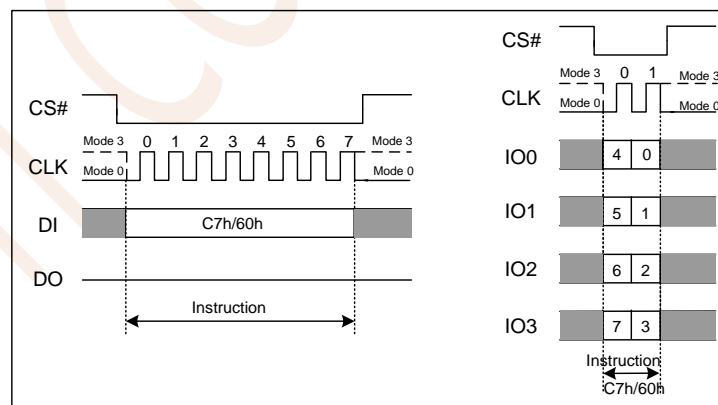 CS#
Mode 3 0 1 2 3 4 5 6 7 Mode 3
CLK
Mode 0 Mode 0
DI C7h/60h
DO
Instruction
CS#
Mode 3 0 1 Mode 3
CLK
Mode 0 Mode 0
IO0 4 0
IO1 5 1
IO2 6 2
IO3 7 3
Instruction
C7h/60h